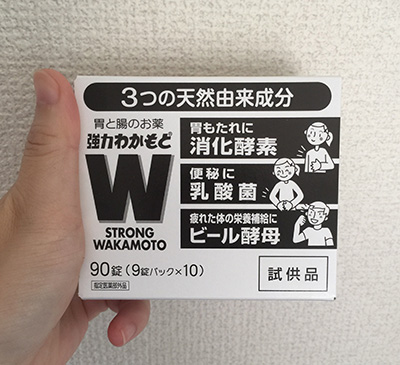 3つの天然由来成分
胃と腸のお薬
強力わかもと
W
STRONG
WAKAMOTO
胃もたれに
消化酵素
便秘に
乳酸菌
疲れた体の栄養補給に
ビール酵母
90錠(9錠パック×10)
指定医薬部外品
試供品